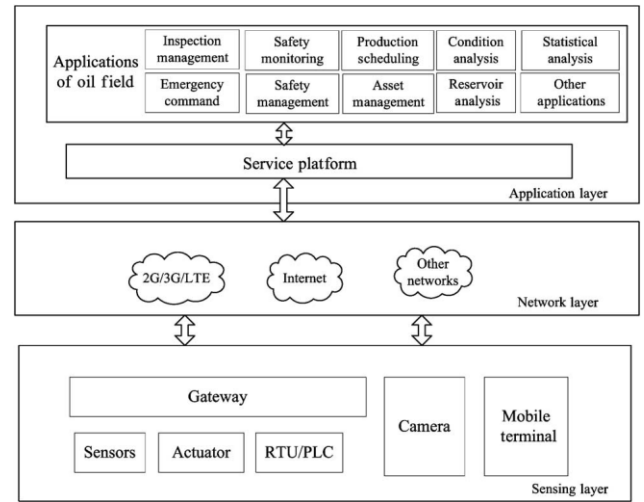 Applications
of oil field
Inspection
management
Safety
monitoring
Production
scheduling
Condition
analysis
Statistical
analysis
Emergency
command
Safety
management
Asset
management
Reservoir
analysis
Other
applications
Service platform
Application layer
2G/3G/LTE
Internet
Other
networks
Network layer
Gateway
Sensors
Actuator
RTU/PLC
Camera
Mobile
terminal
Sensing layer